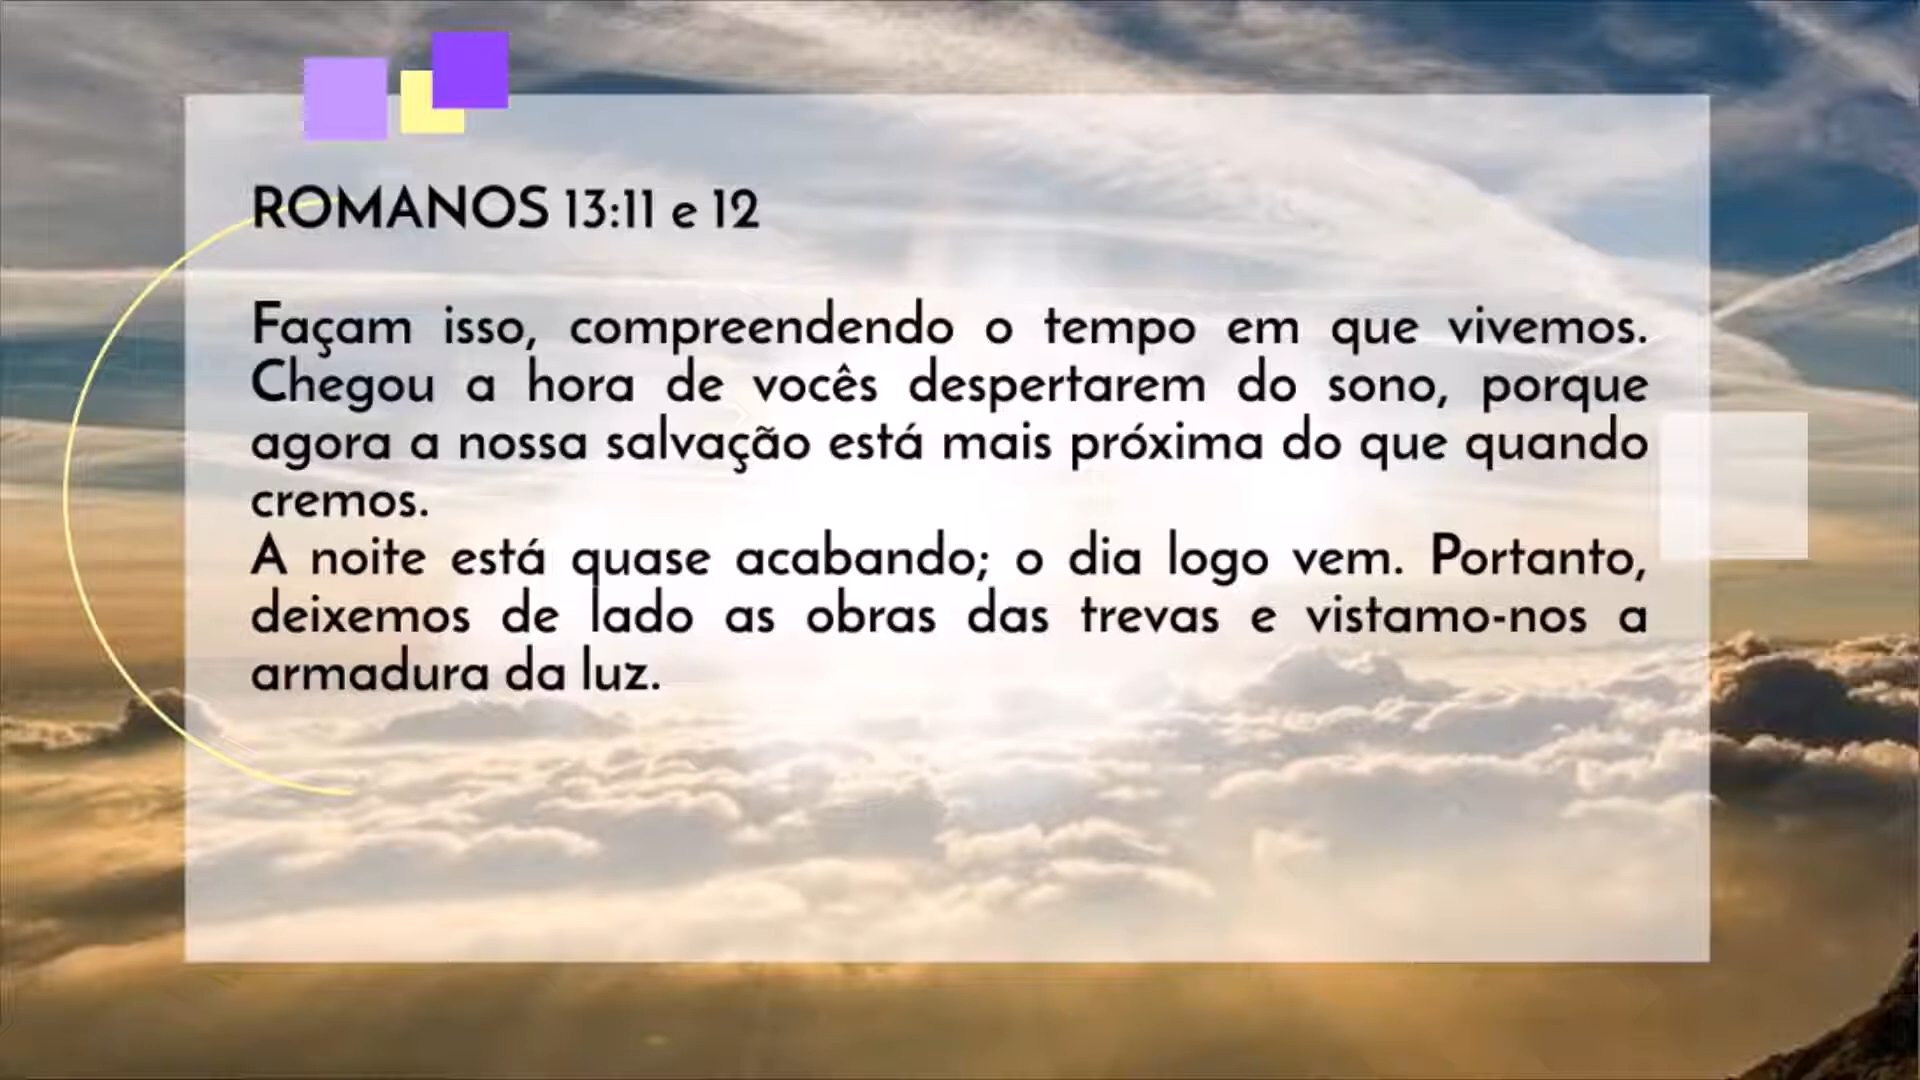 ROMANOS 13:11 e 12
Façam isso, compreendendo o tempo em que vivemos.
Chegou a hora de vocês despertarem do sono, porque
agora a nossa salvação está mais próxima do que quando
cremos.
A noite está quase acabando; o dia logo vem. Portanto,
deixemos de lado as obras das trevas e vistamo-nos a
armadura da luz.